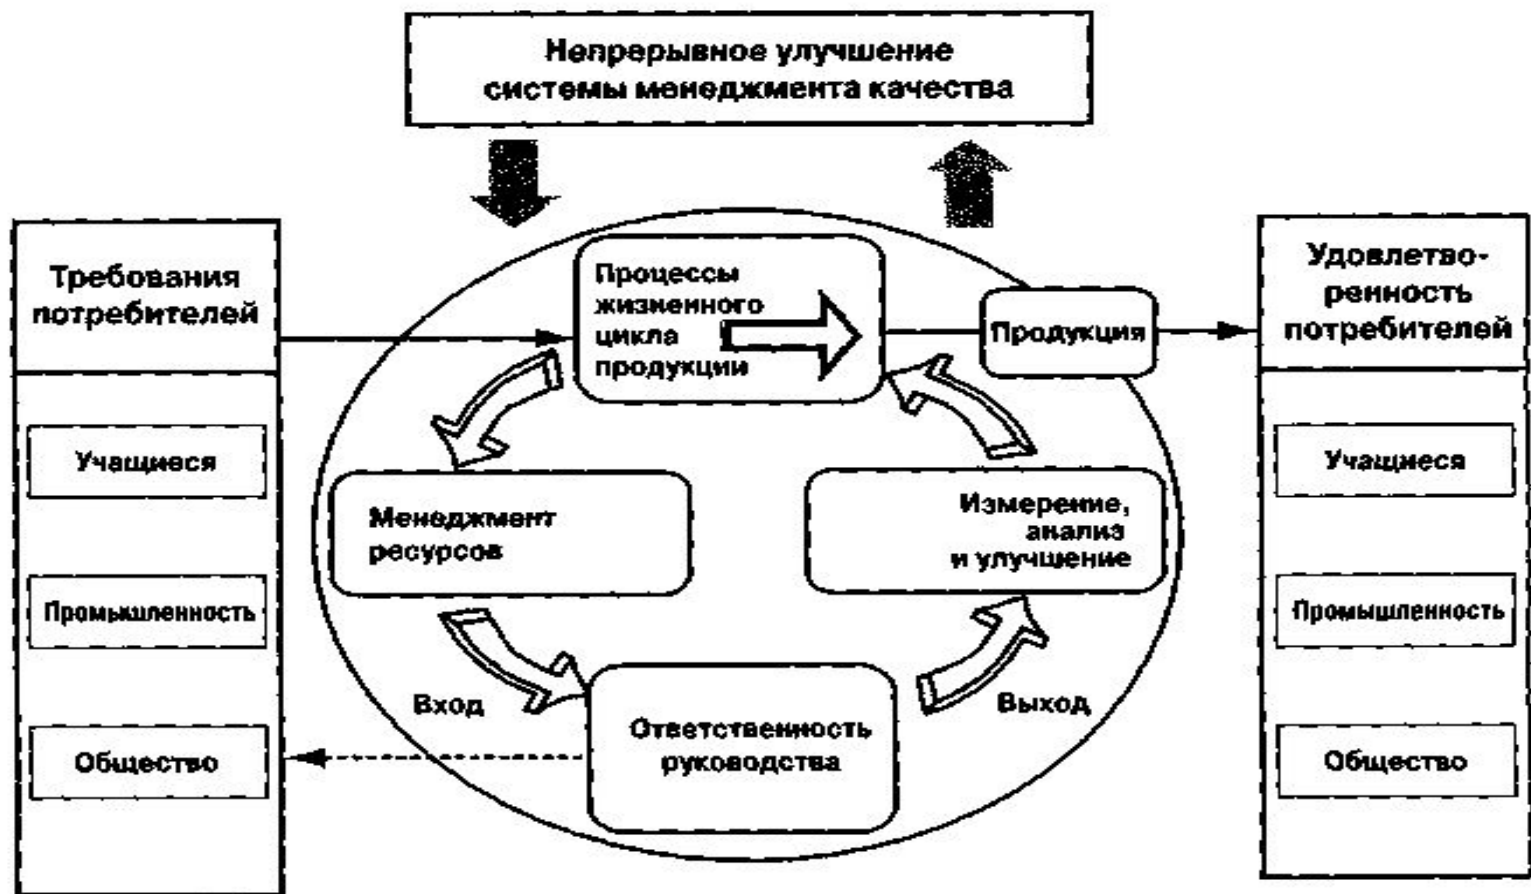 Непрерывное улучшение
системы менеджмента качества
Требования
потребителей
Учащиеся
Промышленность
Общество
Процессы
жизненного
цикла
продукции
Продукция
Менеджмент
ресурсов
Измерение,
анализ
и улучшение
Вход
Ответственность
руководства
Выход
Удовлетво-
ренность
потребителей
Учащиеся
Промышленность
Общество